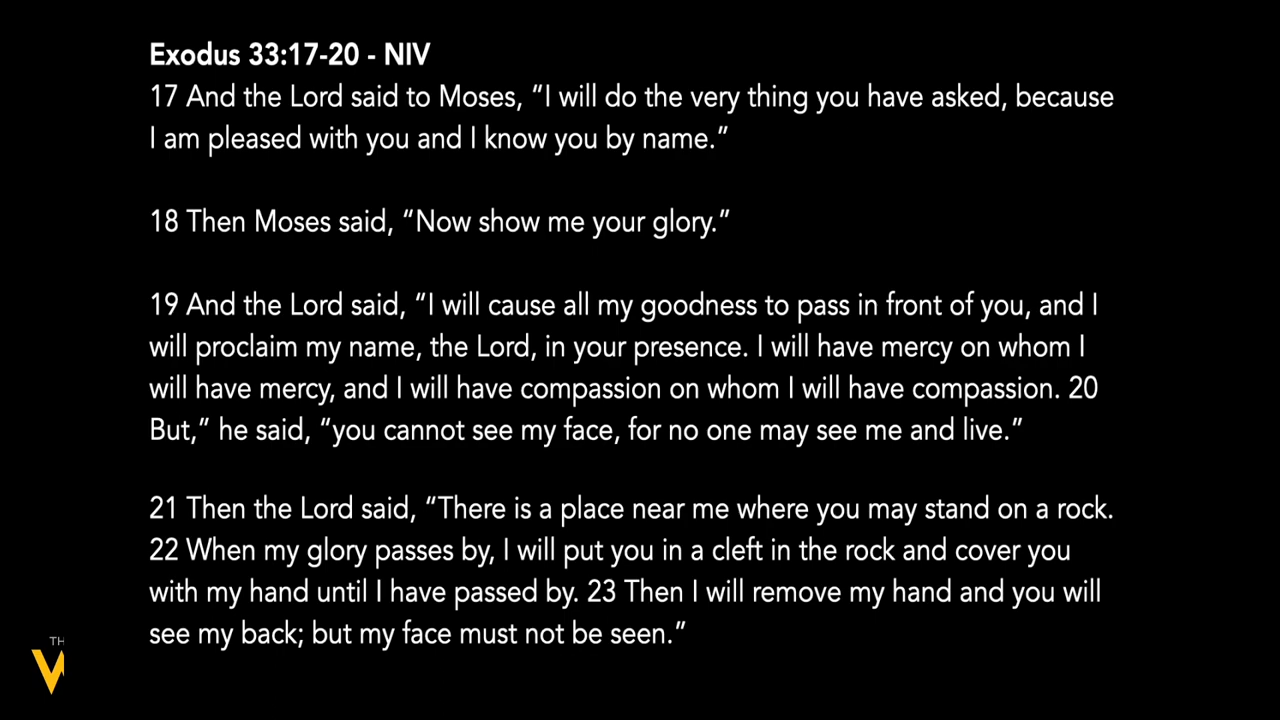 Exodus 33:17-20 - NIV
17 And the Lord said to Moses, “I will do the very thing you have asked, because
I am pleased with you and I know you by name.”
18 Then Moses said, “Now show me your glory.”
19 And the Lord said, “I will cause all my goodness to pass in front of you, and I
will proclaim my name, the Lord, in your presence. I will have mercy on whom I
will have mercy, and I will have compassion on whom I will have compassion. 20
But,” he said, “you cannot see my face, for no one may see me and live.”
21 Then the Lord said, “There is a place near me where you may stand on a rock.
22 When my glory passes by, I will put you in a cleft in the rock and cover you
with my hand until I have passed by. 23 Then I will remove my hand and you will
see my back; but my face must not be seen.”
TH